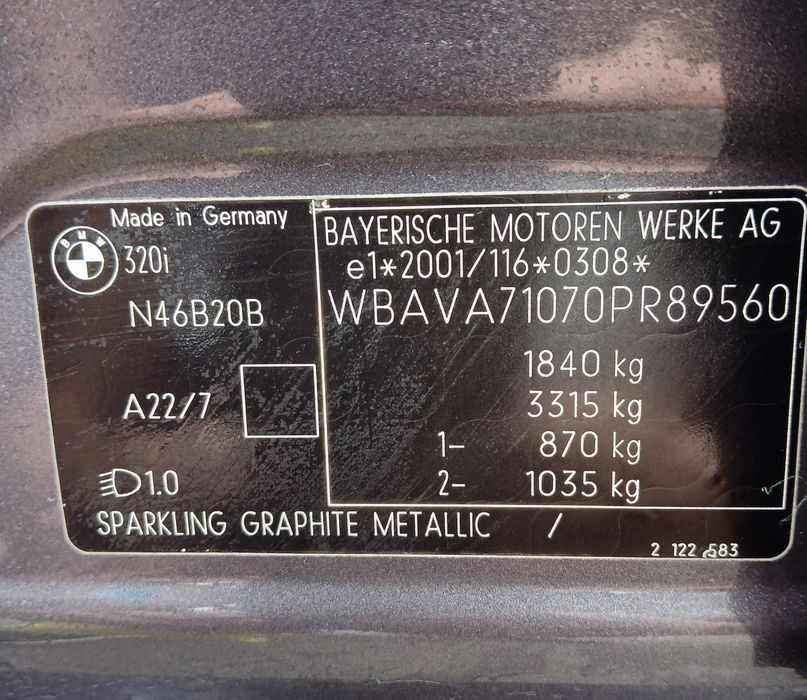 Made in Germany
BMW
320i
N46B20B
A22/7
1.0
BAYERISCHE MOTOREN WERKE AG
e1*2001/116*0308*
WBAVA71070PR89560
1840 kg
3315 kg
1- 870 kg
2- 1035 kg
SPARKLING GRAPHITE METALLIC /
2 122 583